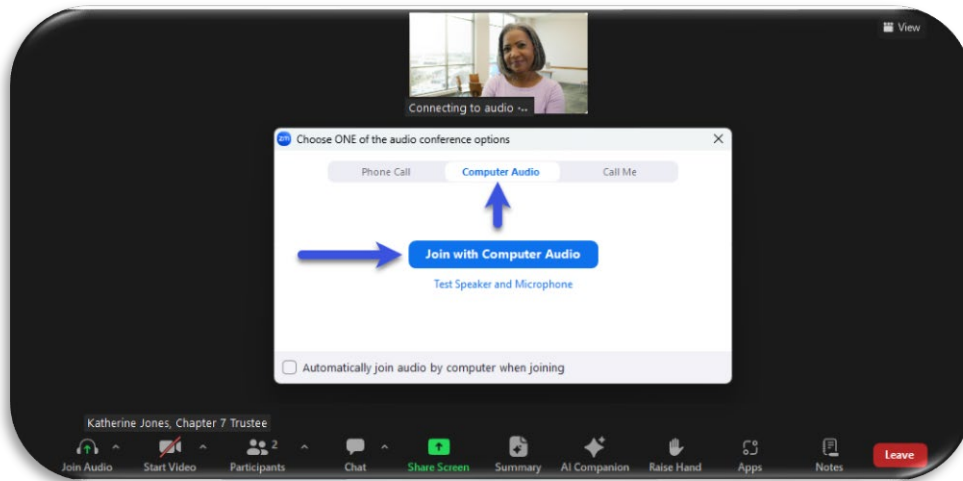 View
Connecting to audio ·..
zm Choose ONE of the audio conference options
Phone Call Computer Audio Call Me
Join with Computer Audio
Test Speaker and Microphone
Automatically join audio by computer when joining
Katherine Jones, Chapter 7 Trustee
2
Join Audio Start Video Participants Chat Share Screen Summary AI Companion Raise Hand Apps Notes Leave